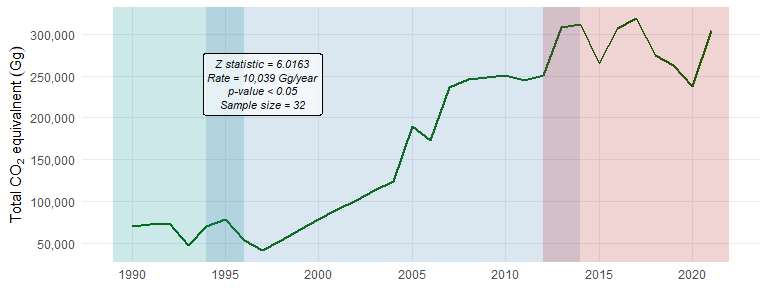 Total CO₂ equivalnent (Gg)
300,000
250,000
200,000
150,000
100,000
50,000
Z statistic = 6.0163
Rate = 10,039 Gg/year
p-value < 0.05
Sample size = 32
1990
1995
2000
2005
2010
2015
2020